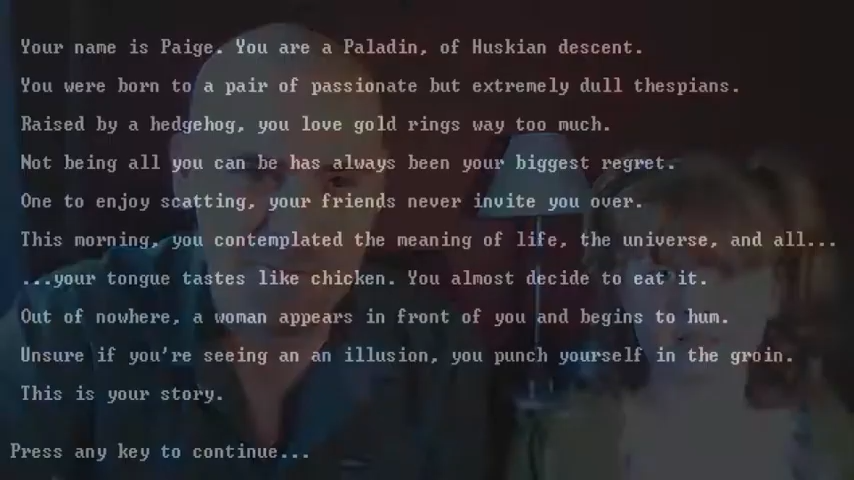 Your name is Paige. You are a Paladin, of Huskian descent.
You were born to a pair of passionate but extremely dull thespians.
Raised by a hedgehog, you love gold rings way too much.
Not being all you can be has always been your biggest regret.
One to enjoy scatting, your friends never invite you over.
This morning, you contemplated the meaning of life, the universe, and all...
...your tongue tastes like chicken. You almost decide to eat it.
Out of nowhere, a woman appears in front of you and begins to hum.
Unsure if you're seeing an an illusion, you punch yourself in the groin.
This is your story.
Press any key to continue...